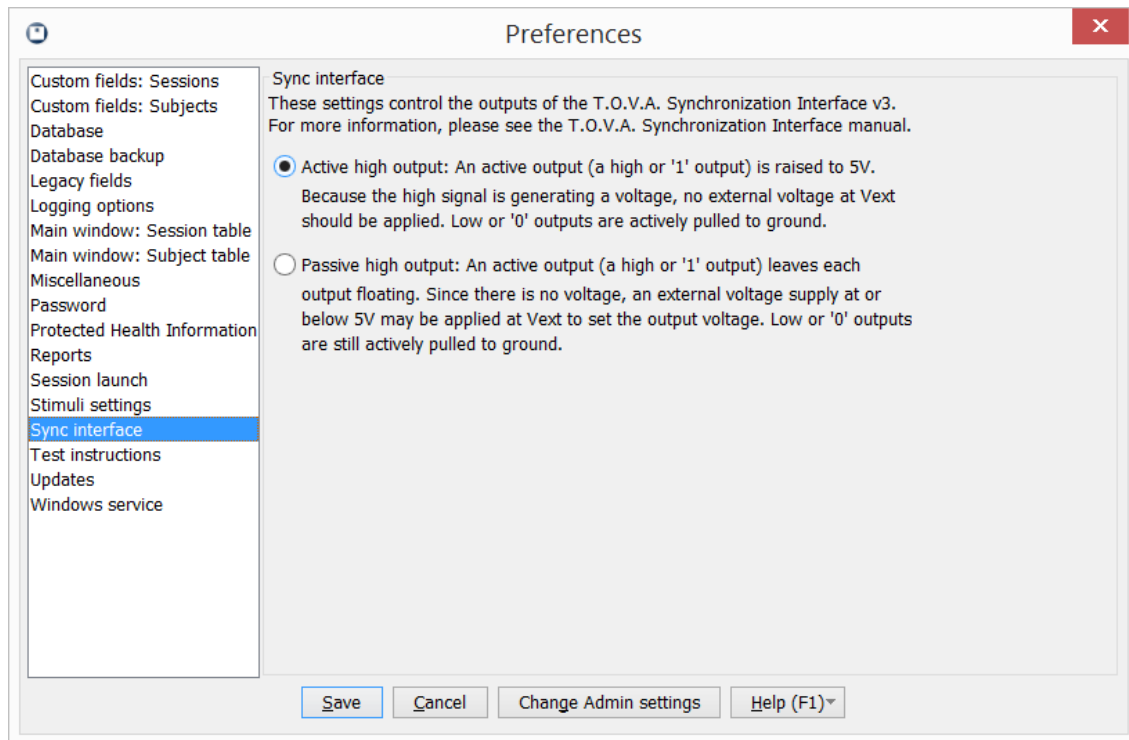 Preferences
Custom fields: Sessions
Custom fields: Subjects
Database
Database backup
Legacy fields
Logging options
Main window: Session table
Main window: Subject table
Miscellaneous
Password
Protected Health Information
Reports
Session launch
Stimuli settings
Sync interface
Test instructions
Updates
Windows service
Sync interface
These settings control the outputs of the T.O.V.A. Synchronization Interface v3.
For more information, please see the T.O.V.A. Synchronization Interface manual.
Active high output: An active output (a high or '1' output) is raised to 5V.
Because the high signal is generating a voltage, no external voltage at Vext
should be applied. Low or '0' outputs are actively pulled to ground.
Passive high output: An active output (a high or '1' output) leaves each
output floating. Since there is no voltage, an external voltage supply at or
below 5V may be applied at Vext to set the output voltage. Low or '0' outputs
are still actively pulled to ground.
Save Cancel Change Admin settings Help (F1)